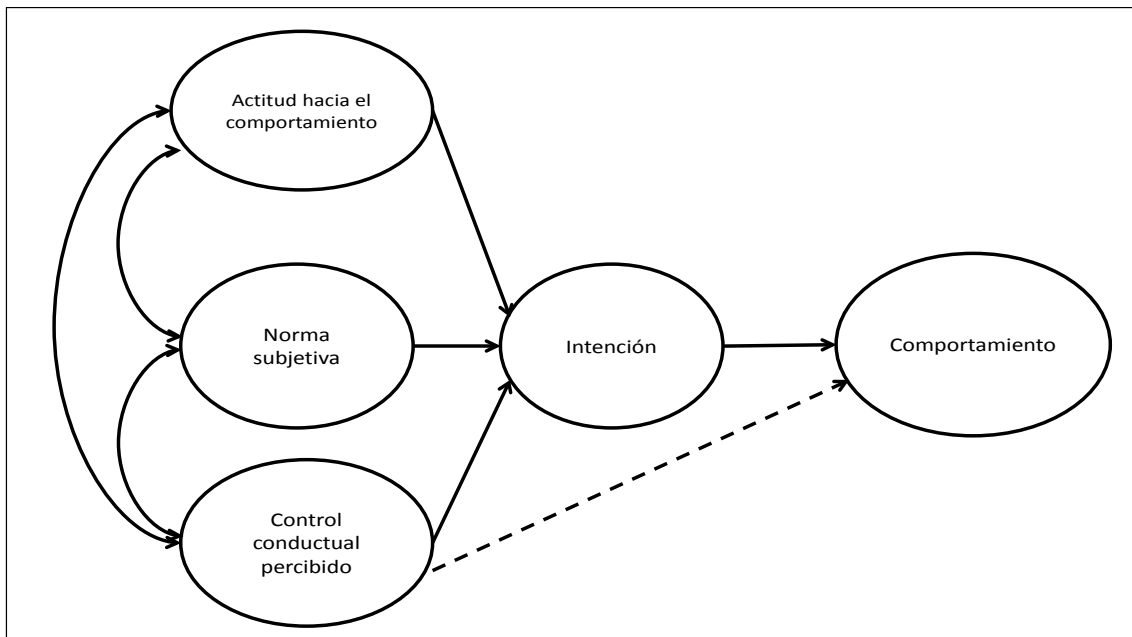 Actitud hacia el
comportamiento
Norma
subjetiva
Intención
Comportamiento
Control
conductual
percibido